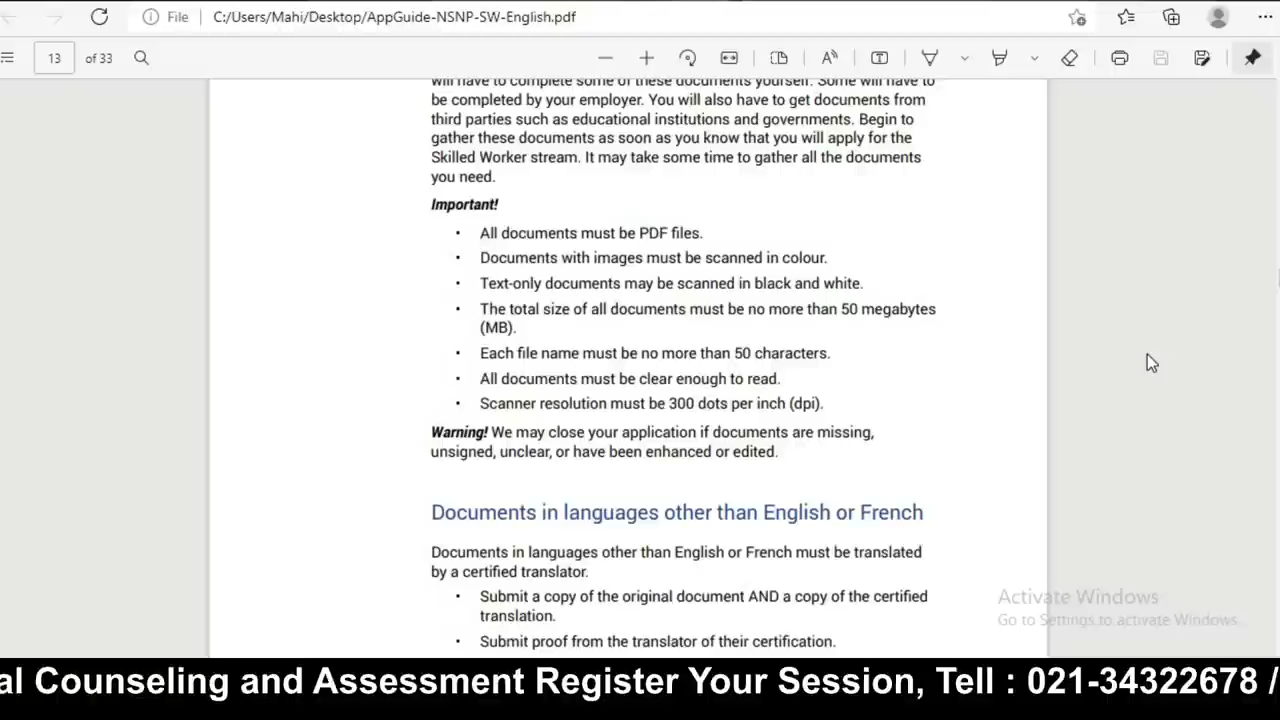 File C:/Users/Mahi/Desktop/AppGuide-NSNP-SW-English.pdf
13 of 33
will have to complete some of these documents yourself. Some will have to
be completed by your employer. You will also have to get documents from
third parties such as educational institutions and governments. Begin to
gather these documents as soon as you know that you will apply for the
Skilled Worker stream. It may take some time to gather all the documents
you need.
Important!
· All documents must be PDF files.
· Documents with images must be scanned in colour.
· Text-only documents may be scanned in black and white.
· The total size of all documents must be no more than 50 megabytes
(MB).
· Each file name must be no more than 50 characters.
· All documents must be clear enough to read.
· Scanner resolution must be 300 dots per inch (dpi).
Warning! We may close your application if documents are missing,
unsigned, unclear, or have been enhanced or edited.
Documents in languages other than English or French
Documents in languages other than English or French must be translated
by a certified translator.
· Submit a copy of the original document AND a copy of the certified
translation.
· Submit proof from the translator of their certification.
Activate Windows
Go to Settings to activate Windows.
al Counseling and Assessment Register Your Session, Tell : 021-34322678 /